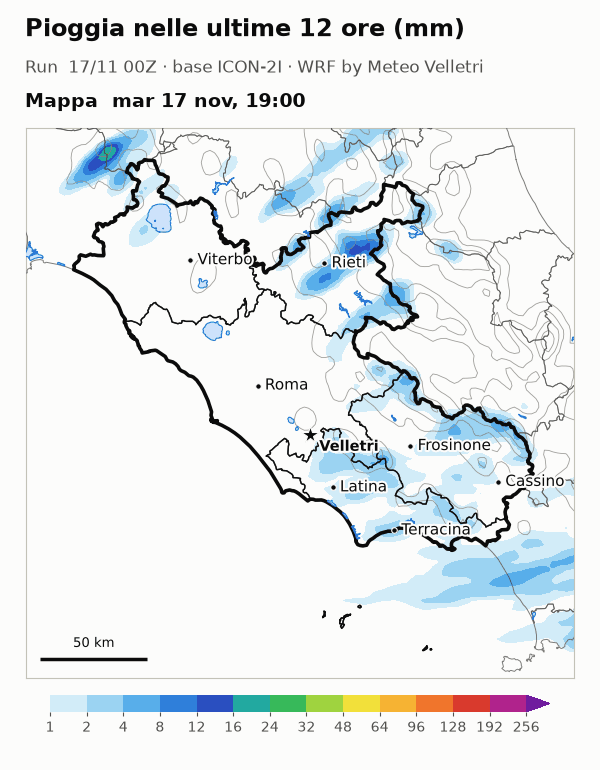 Pioggia nelle ultime 12 ore (mm)
Run  17/11 00Z · base ICON-2I · WRF by Meteo Velletri
Mappa  mar 17 nov, 19:00
Viterbo
Rieti
Roma
Velletri
Frosinone
Latina
Cassino
Terracina
50 km
1 2 4 8 12 16 24 32 48 64 96 128 192 256